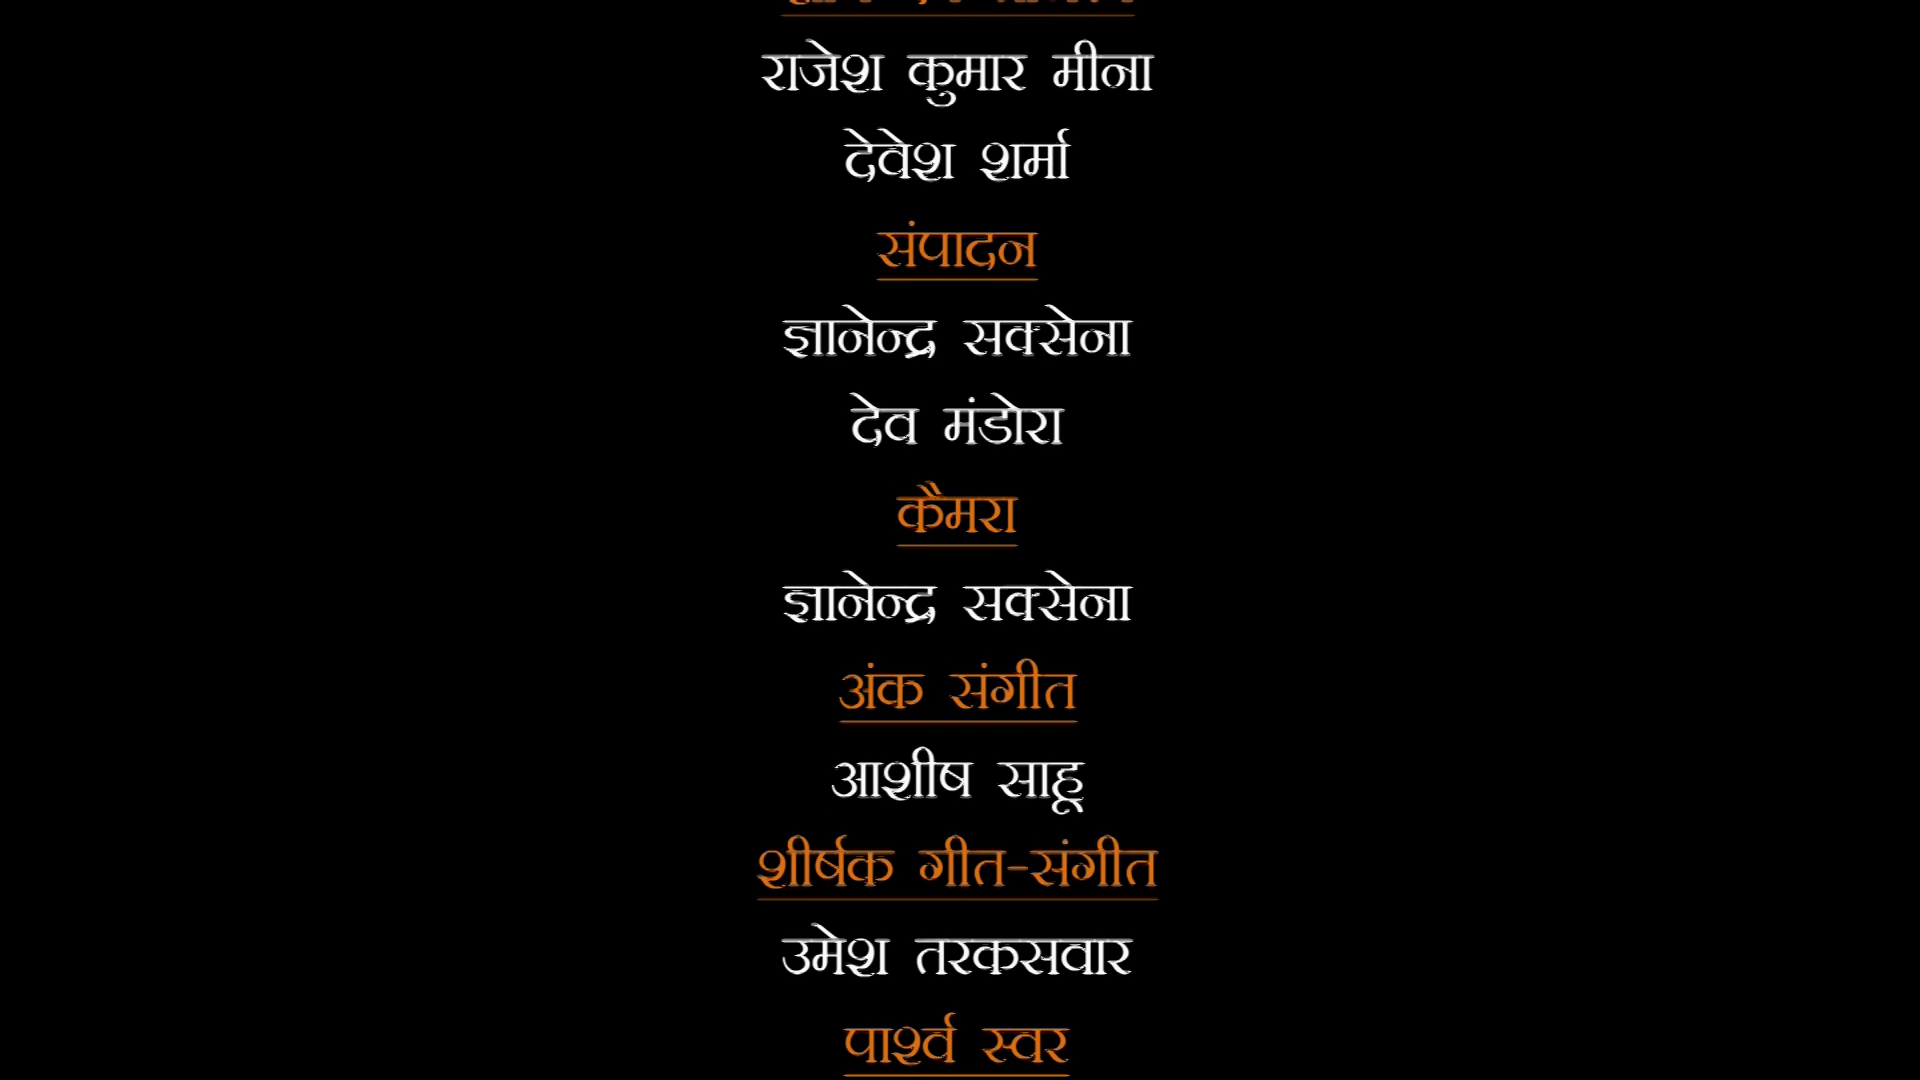 राजेश कुमार मीना
देवेश शर्मा
संपादन
ज्ञानेन्द्र सक्सेना
देव मंडोरा
कैमरा
ज्ञानेन्द्र सक्सेना
अंक संगीत
आशीष साहू
शीर्षक गीत-संगीत
उमेश तरकसवार
पार्श्व स्वर